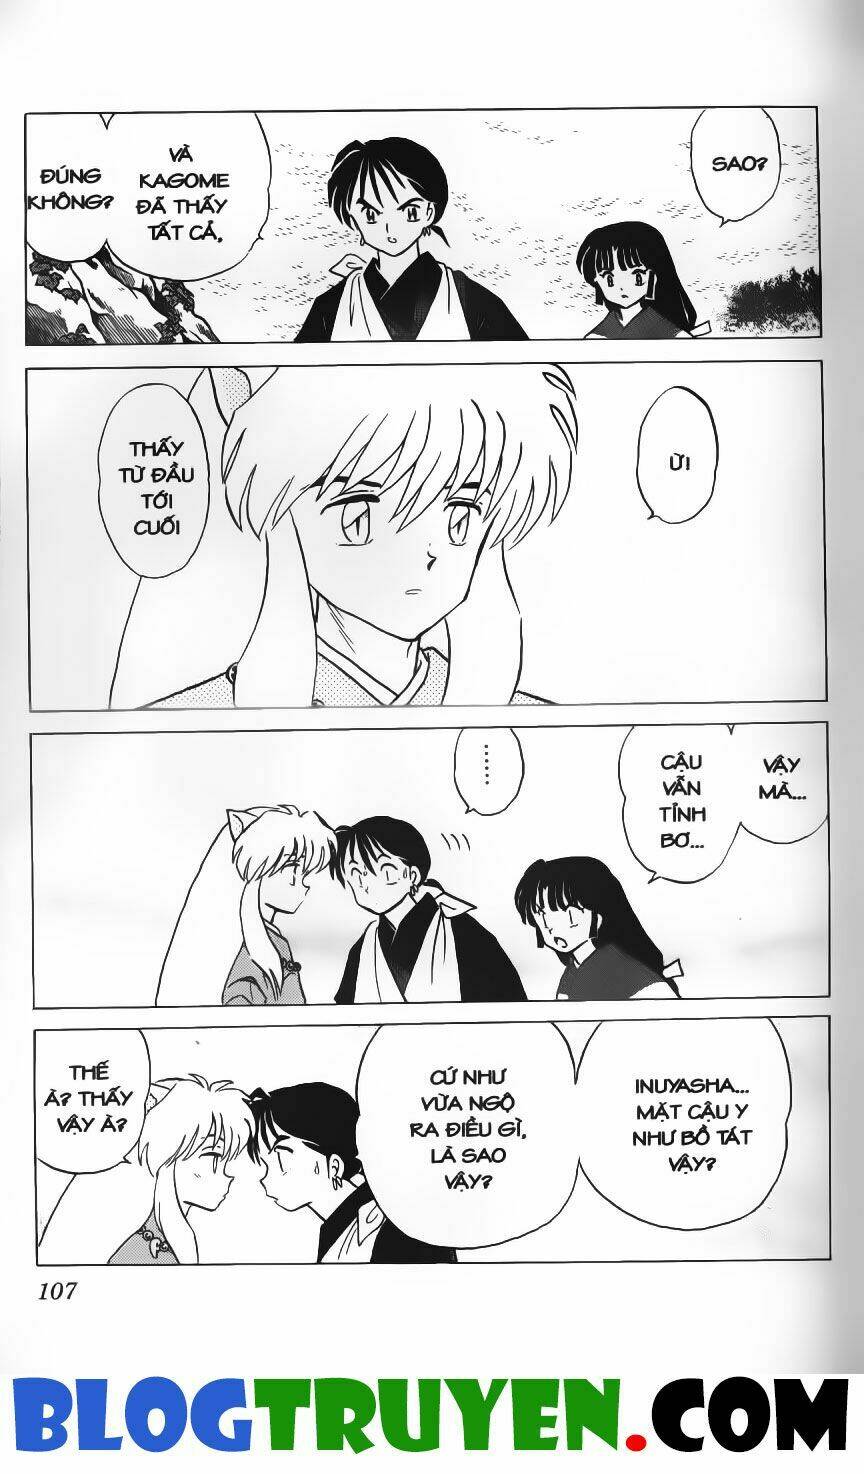 SAO?
VÀ
KAGOME
ĐÃ THẤY
TẤT CẢ,
ĐÚNG
KHÔNG?
Ừ!
THẤY
TỪ ĐẦU
TỚI
CUỐI
VẬY
MÀ...
CẬU
VẪN
TỈNH
BƠ...
......
INUYASHA...
MẶT CẬU Y
NHƯ BỒ TÁT
VẬY?
CỨ NHƯ
VỪA NGỘ
RA ĐIỀU GÌ,
LÀ SAO
VẬY?
THẾ
À? THẤY
VẬY À?
107
BLOGTRUYEN.COM